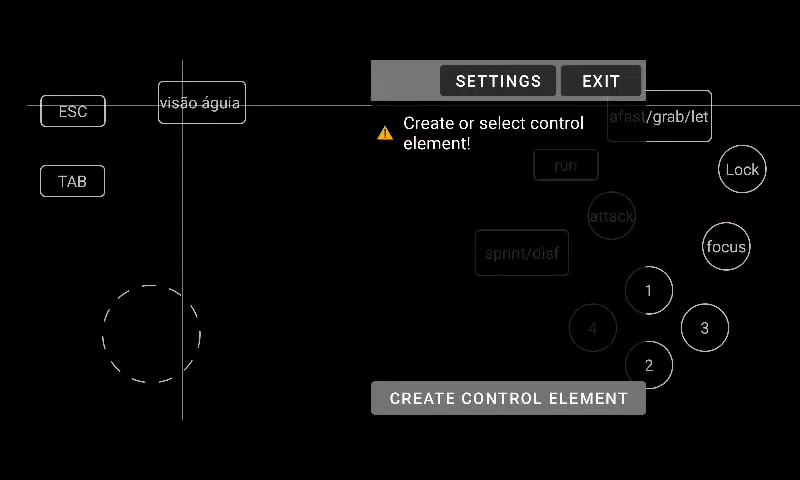 SETTINGS
EXIT
visão águia
ESC
afast/grab/let
Create or select control
element!
run
Lock
TAB
attack
focus
sprint/disf
1
4
3
2
CREATE CONTROL ELEMENT